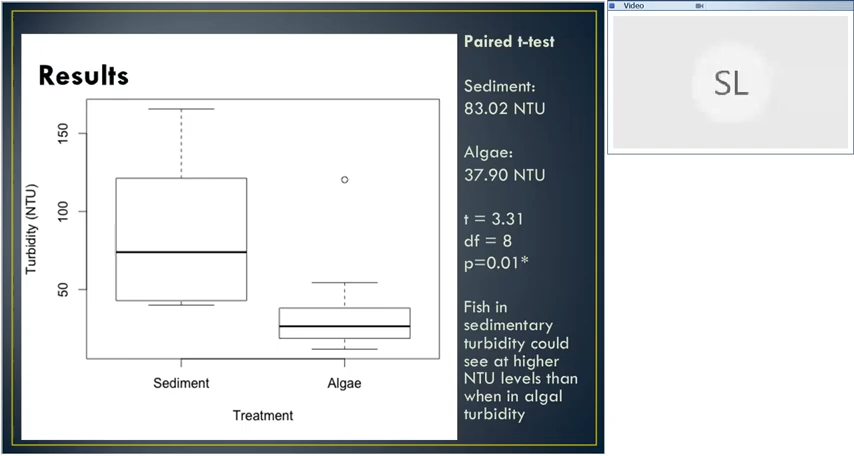 Results
150
100
50
Turbidity (NTU)
Sediment
Algae
Treatment
Paired t-test
Sediment:
83.02 NTU
Algae:
37.90 NTU
t = 3.31
df = 8
p=0.01*
Fish in
sedimentary
turbidity could
see at higher
NTU levels than
when in algal
turbidity
Video
SL